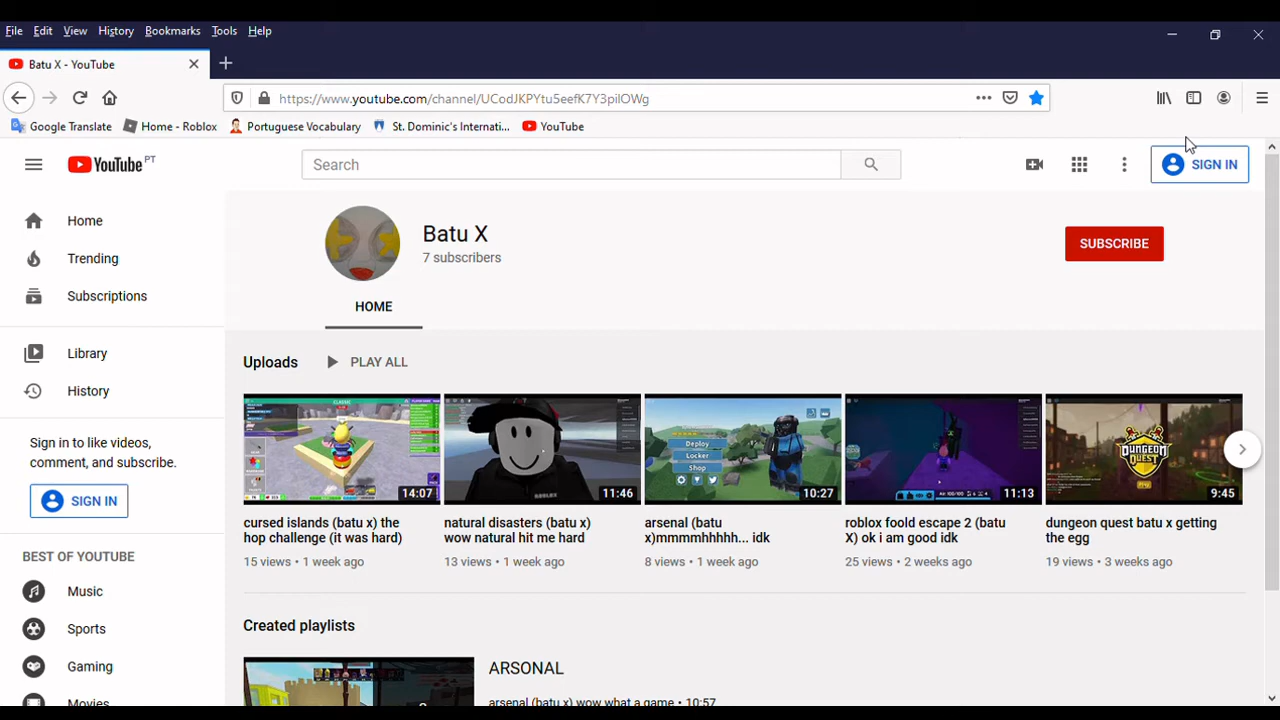 File Edit View History Bookmarks Tools Help
Batu X - YouTube
https://www.youtube.com/channel/UCodJKPYtu5eefK7Y3pilOWg
Google Translate Home - Roblox Portuguese Vocabulary St. Dominic's Internati... YouTube
YouTube PT
Search
SIGN IN
Home
Trending
Subscriptions
Library
History
Sign in to like videos, comment, and subscribe.
SIGN IN
BEST OF YOUTUBE
Music
Sports
Gaming
Movies
Batu X
7 subscribers
SUBSCRIBE
HOME
Uploads PLAY ALL
CLASSIC
14:07
cursed islands (batu x) the
hop challenge (it was hard)
15 views • 1 week ago
ROBLOX
11:46
natural disasters (batu x)
wow natural hit me hard
13 views • 1 week ago
Deploy
Locker
Shop
10:27
arsenal (batu
x)mmmmhhhhh... idk
8 views • 1 week ago
11:13
roblox foold escape 2 (batu
X) ok i am good idk
25 views • 2 weeks ago
DUNGEON
QUEST
9:45
dungeon quest batu x getting
the egg
19 views • 3 weeks ago
Created playlists
ARSONAL
arsenal (batu x) wow what a game • 10:57